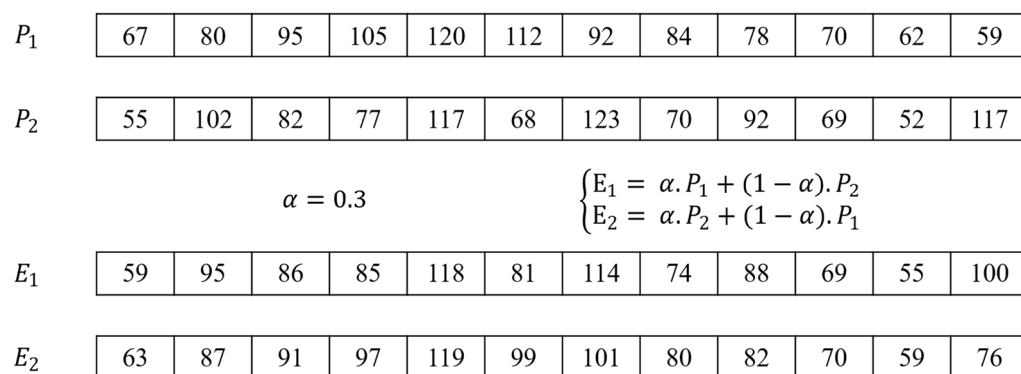 P₁ 67 80 95 105 120 112 92 84 78 70 62 59
P₂ 55 102 82 77 117 68 123 70 92 69 52 117
α = 0.3
{E₁ = α. P₁ + (1 − α). P₂
E₂ = α. P₂ + (1 − α). P₁
E₁ 59 95 86 85 118 81 114 74 88 69 55 100
E₂ 63 87 91 97 119 99 101 80 82 70 59 76